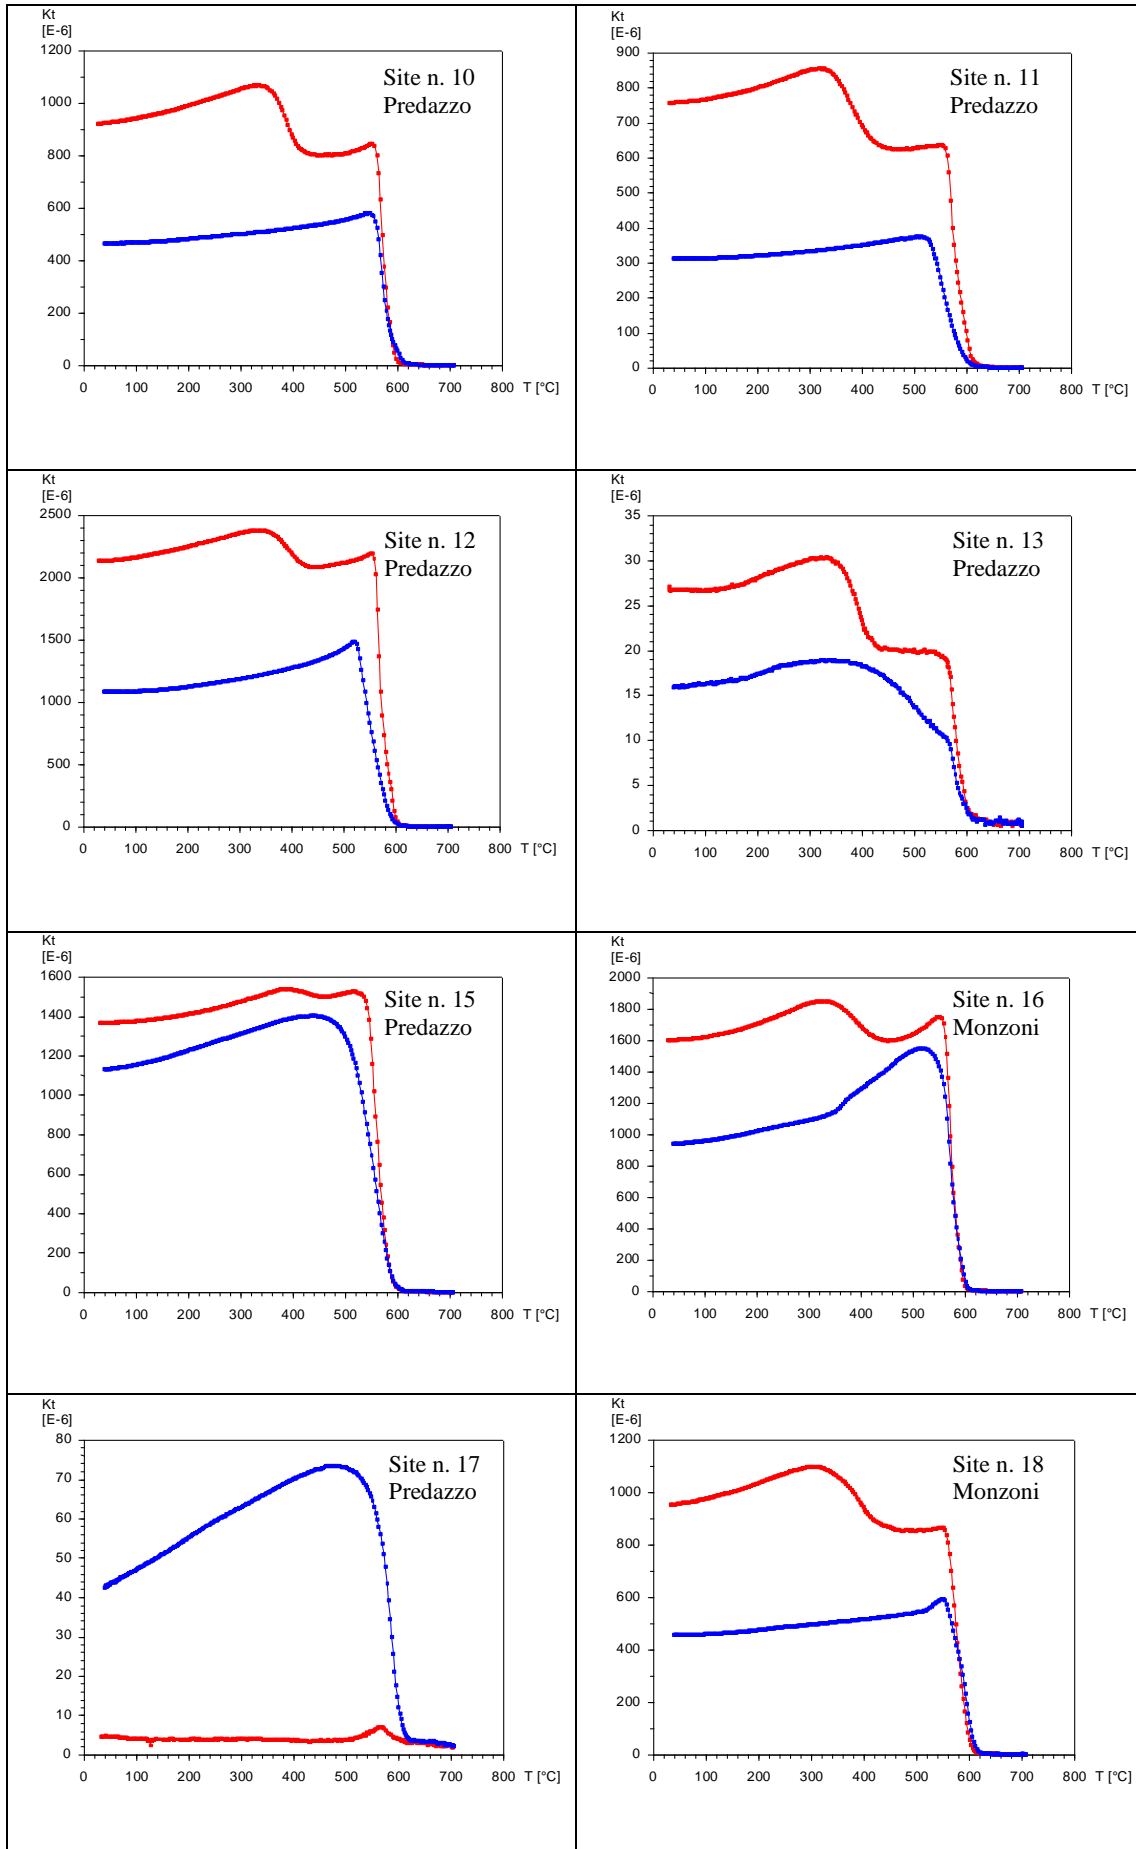 Kt
[E-6]
1200
1000
800
600
400
200
0
0 100 200 300 400 500 600 700 800 T [°C]
Site n. 10
Predazzo
Kt
[E-6]
900
800
700
600
500
400
300
200
100
0
0 100 200 300 400 500 600 700 800 T [°C]
Site n. 11
Predazzo
Kt
[E-6]
2500
2000
1500
1000
500
0
0 100 200 300 400 500 600 700 800 T [°C]
Site n. 12
Predazzo
Kt
[E-6]
35
30
25
20
15
10
5
0
0 100 200 300 400 500 600 700 800 T [°C]
Site n. 13
Predazzo
Kt
[E-6]
1600
1400
1200
1000
800
600
400
200
0
0 100 200 300 400 500 600 700 800 T [°C]
Site n. 15
Predazzo
Kt
[E-6]
2000
1800
1600
1400
1200
1000
800
600
400
200
0
0 100 200 300 400 500 600 700 800 T [°C]
Site n. 16
Monzoni
Kt
[E-6]
80
70
60
50
40
30
20
10
0
0 100 200 300 400 500 600 700 800 T [°C]
Site n. 17
Predazzo
Kt
[E-6]
1200
1000
800
600
400
200
0
0 100 200 300 400 500 600 700 800 T [°C]
Site n. 18
Monzoni